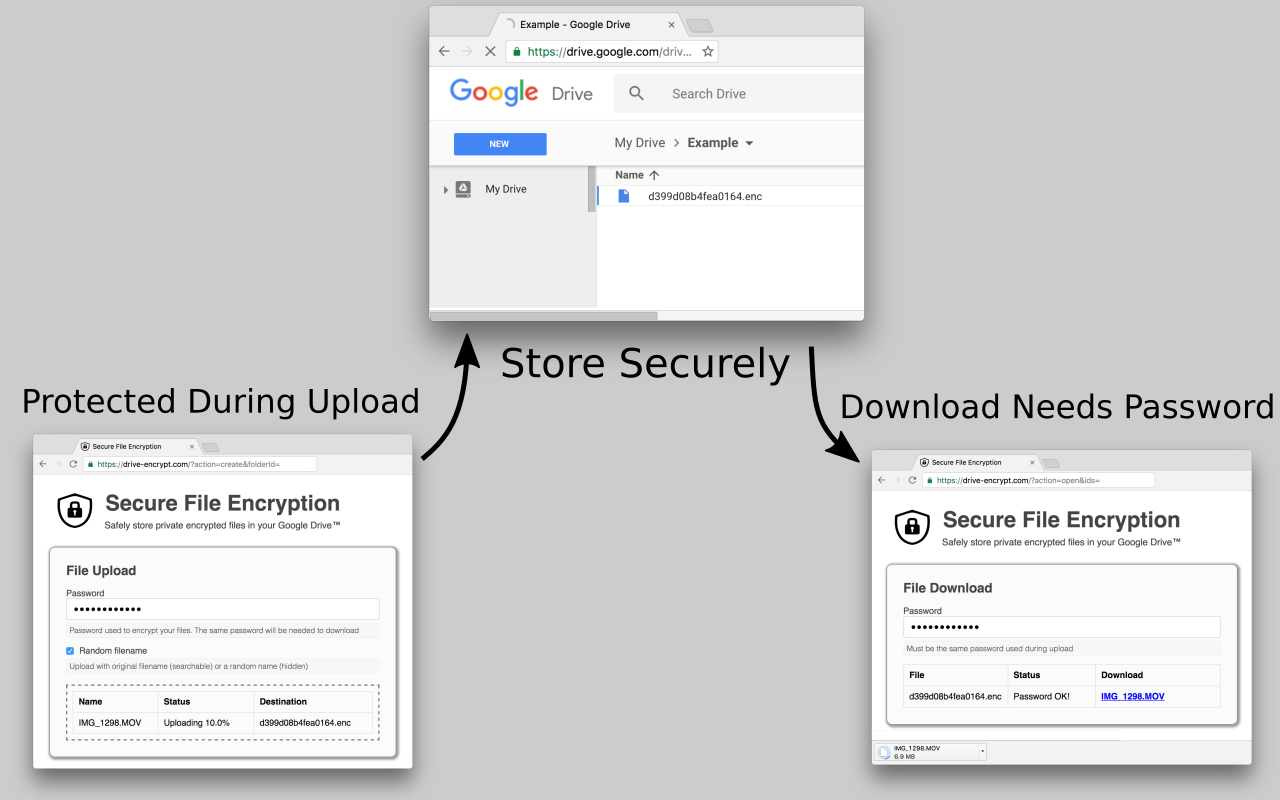 Example - Google Drive
https://drive.google.com/driv...
Google Drive
Search Drive
NEW
My Drive > Example
Name
My Drive
d399d08b4fea0164.enc
Store Securely
Protected During Upload
Secure File Encryption
https://drive-encrypt.com/?action=create&folderId=
Secure File Encryption
Safely store private encrypted files in your Google Drive™
File Upload
Password
••••••••••••
Password used to encrypt your files. The same password will be needed to download
Random filename
Upload with original filename (searchable) or a random name (hidden)
Name Status Destination
IMG_1298.MOV Uploading 10.0% d399d08b4fea0164.enc
Download Needs Password
Secure File Encryption
https://drive-encrypt.com/?action=open&ids=
Secure File Encryption
Safely store private encrypted files in your Google Drive™
File Download
Password
••••••••••••
Must be the same password used during upload
File Status Download
d399d08b4fea0164.enc Password OK! IMG_1298.MOV
IMG_1298.MOV
6.9 MB